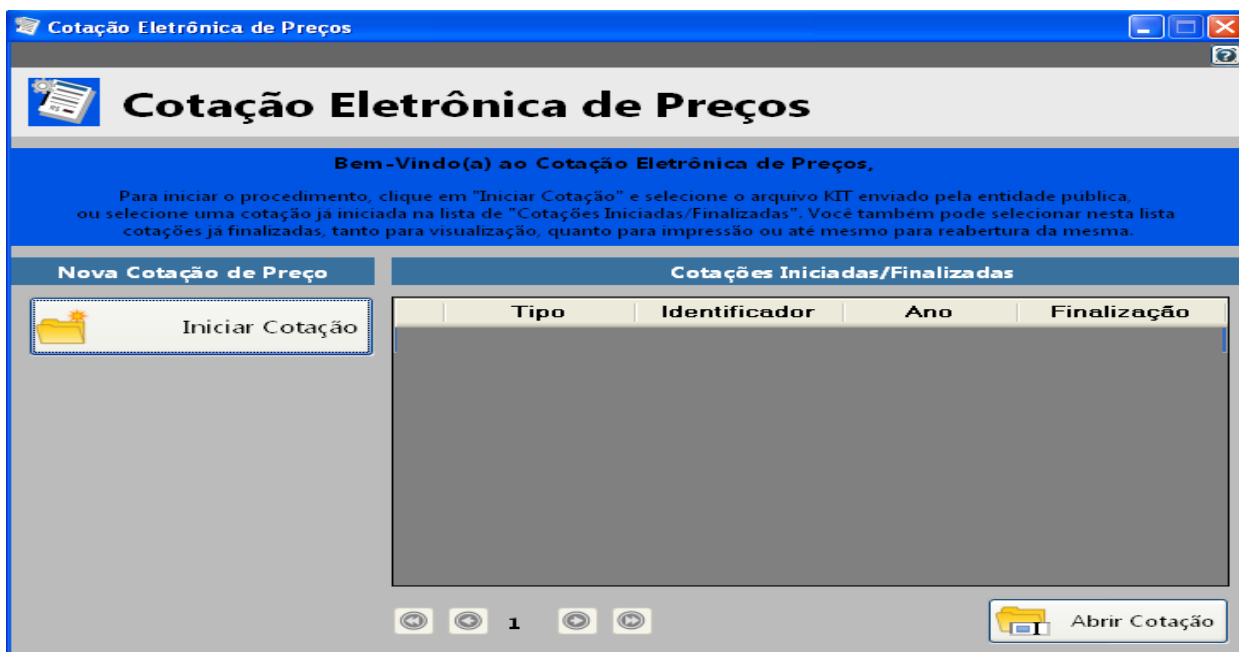 Cotação Eletrônica de Preços
Cotação Eletrônica de Preços
Bem-Vindo(a) ao Cotação Eletrônica de Preços,
Para iniciar o procedimento, clique em "Iniciar Cotação" e selecione o arquivo KIT enviado pela entidade pública,
ou selecione uma cotação já iniciada na lista de "Cotações Iniciadas/Finalizadas". Você também pode selecionar nesta lista
cotações já finalizadas, tanto para visualização, quanto para impressão ou até mesmo para reabertura da mesma.
Nova Cotação de Preço
Cotações Iniciadas/Finalizadas
Iniciar Cotação
Tipo Identificador Ano Finalização
1
Abrir Cotação